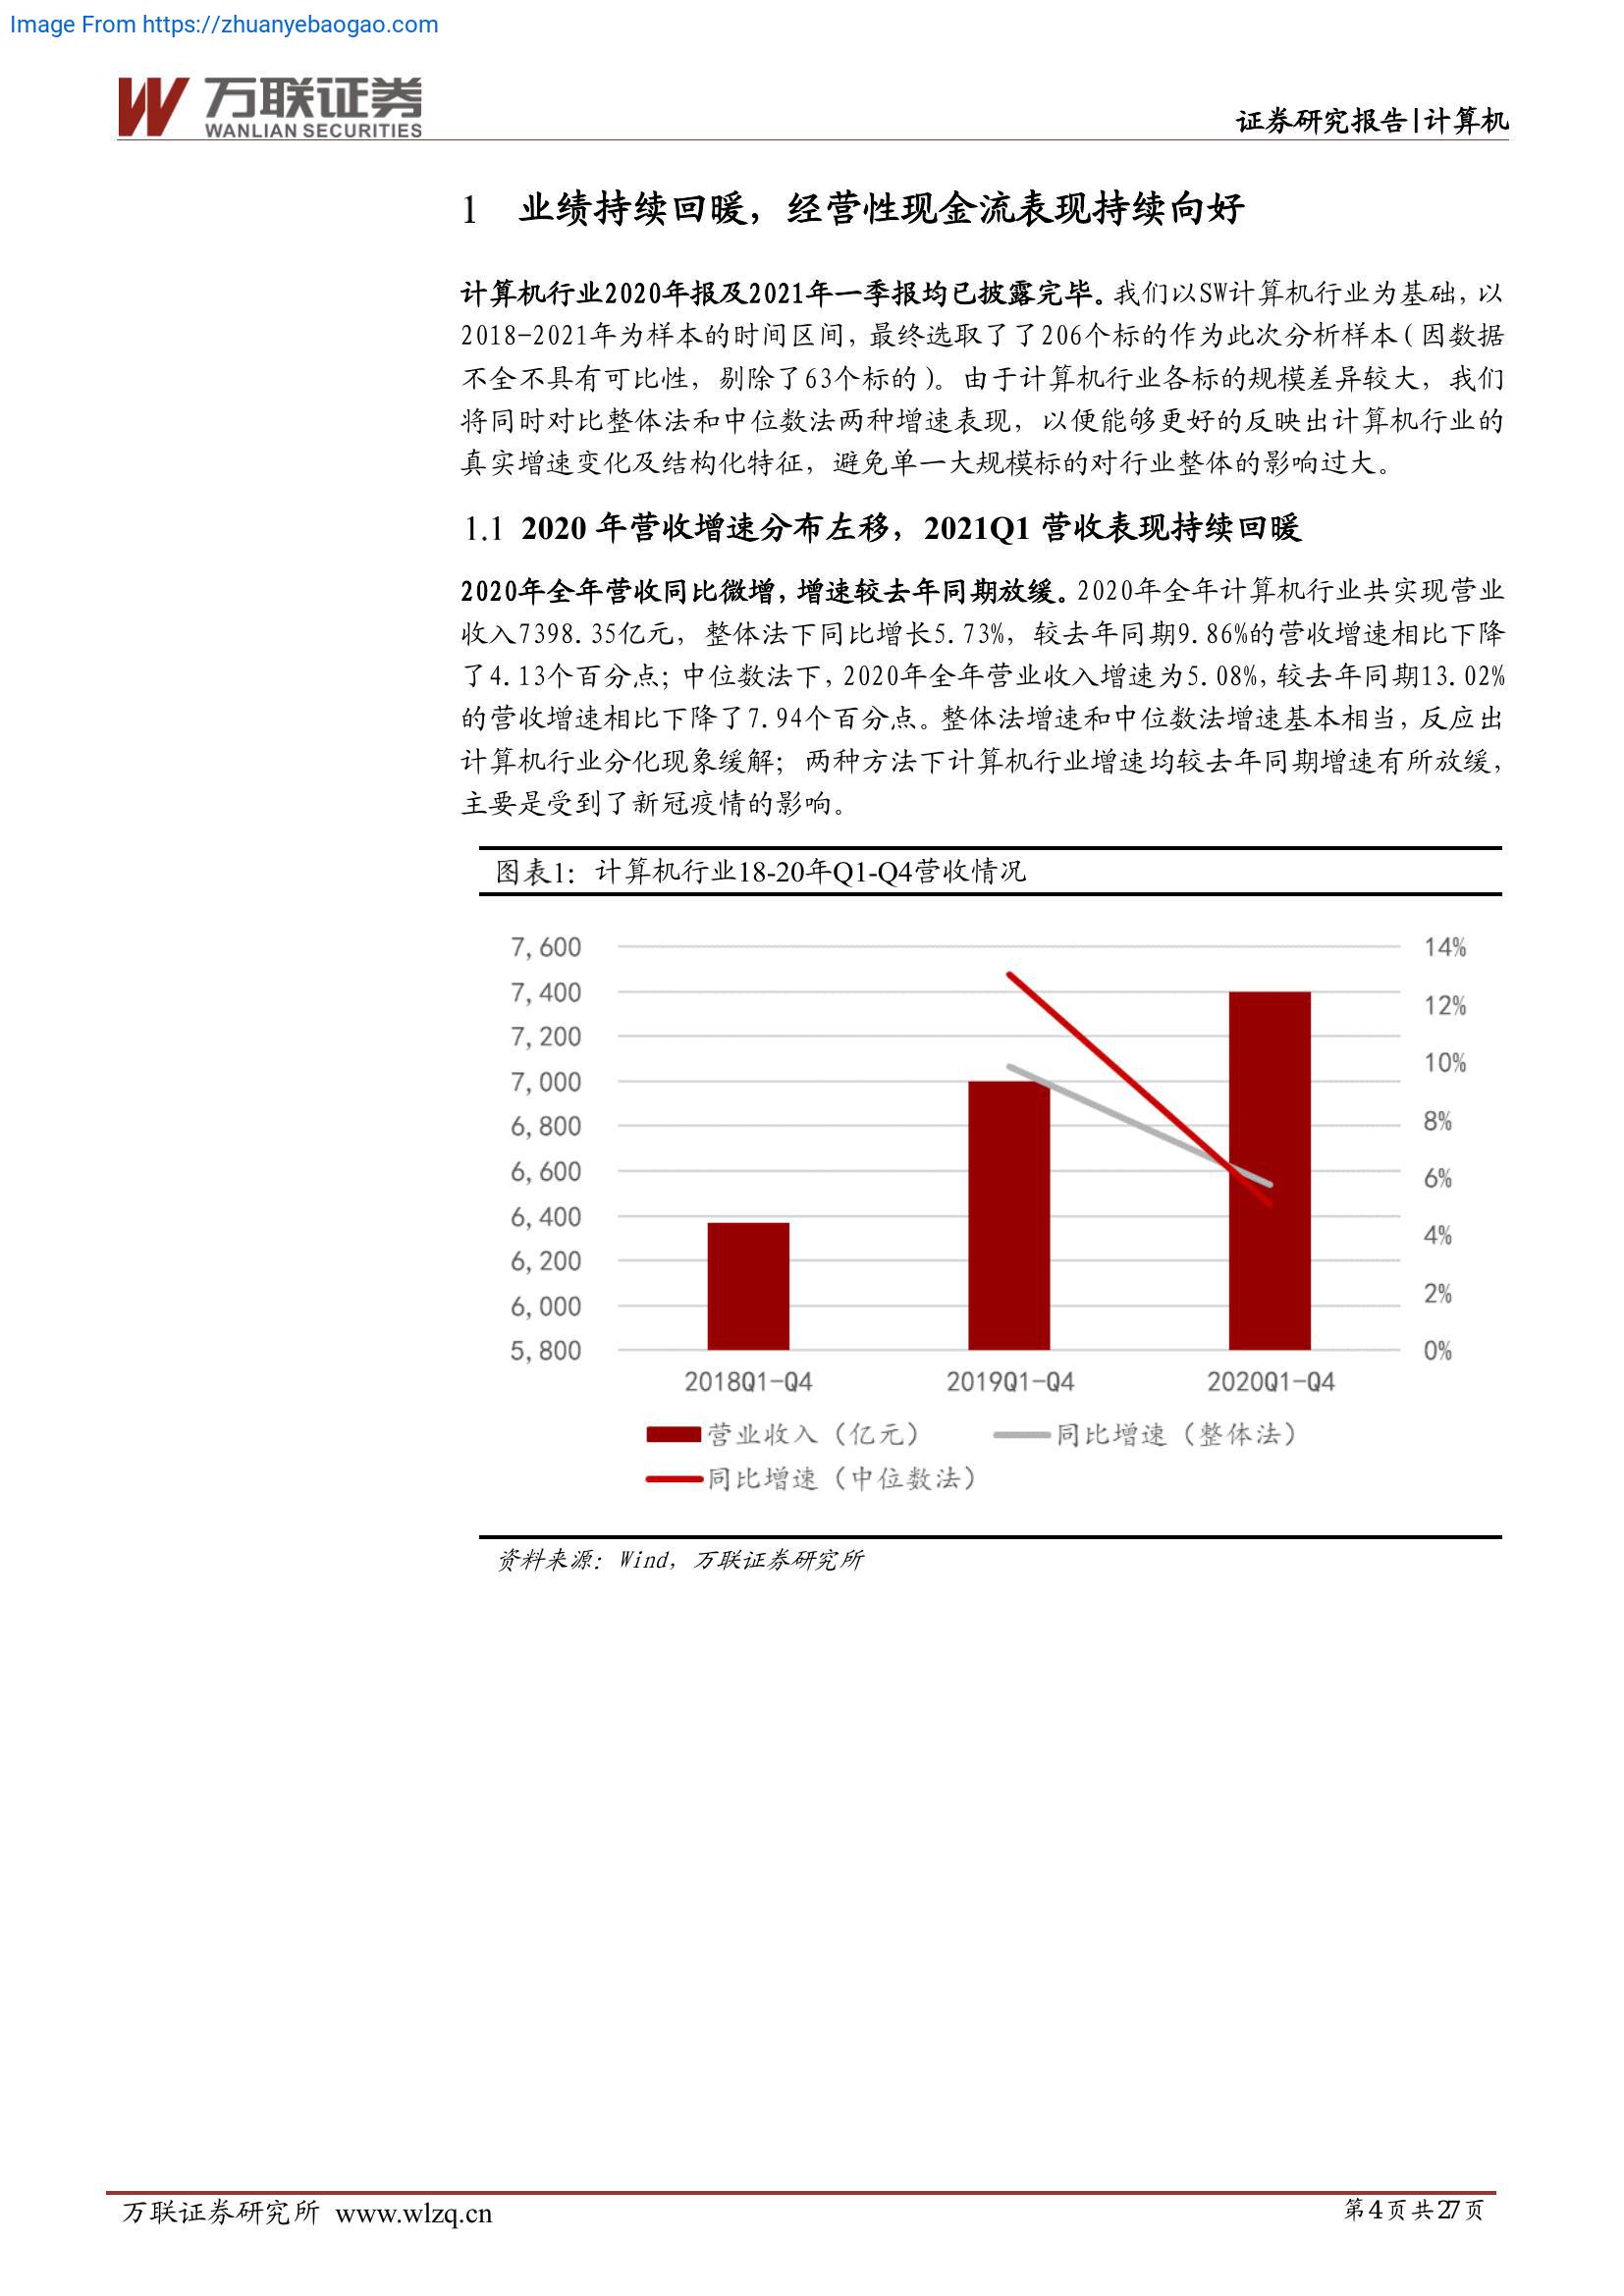 Image From https://zhuanyebaogao.com
万联证券
WANLIAN SECURITIES
证券研究报告|计算机
1 业绩持续回暖，经营性现金流表现持续向好
计算机行业2020年报及2021年一季报均已披露完毕。我们以SW计算机行业为基础，以
2018-2021年为样本的时间区间，最终选取了了206个标的作为此次分析样本（因数据
不全不具有可比性，剔除了63个标的）。由于计算机行业各标的规模差异较大，我们
将同时对比整体法和中位数法两种增速表现，以便能够更好的反映出计算机行业的
真实增速变化及结构化特征，避免单一大规模标的对行业整体的影响过大。
1.1 2020 年营收增速分布左移，2021Q1 营收表现持续回暖
2020年全年营收同比微增，增速较去年同期放缓。2020年全年计算机行业共实现营业
收入7398.35亿元，整体法下同比增长5.73%，较去年同期9.86%的营收增速相比下降
了4.13个百分点；中位数法下，2020年全年营业收入增速为5.08%，较去年同期13.02%
的营收增速相比下降了7.94个百分点。整体法增速和中位数法增速基本相当，反应出
计算机行业分化现象缓解；两种方法下计算机行业增速均较去年同期增速有所放缓，
主要是受到了新冠疫情的影响。
图表1：计算机行业18-20年Q1-Q4营收情况
7,600
7,400
7,200
7,000
6,800
6,600
6,400
6,200
6,000
5,800
14%
12%
10%
8%
6%
4%
2%
0%
2018Q1-Q4 2019Q1-Q4 2020Q1-Q4
营业收入（亿元） 同比增速（整体法）
同比增速（中位数法）
资料来源：Wind，万联证券研究所
万联证券研究所 www.wlzq.cn 第4页共27页